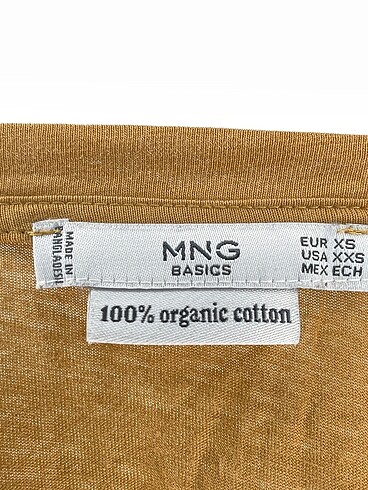 MADE IN
BANGLADESH
MNG
BASICS
EUR XS
USA XXS
MEX ECH
100% organic cotton